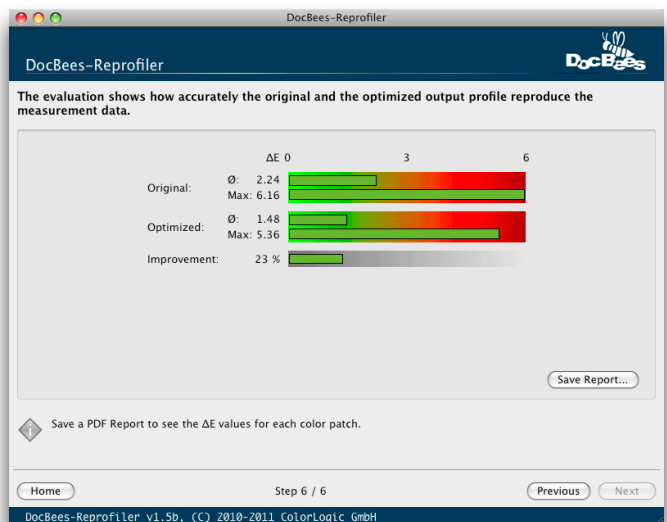 DocBees-Reprofiler
DocBees-Reprofiler
DocBees
The evaluation shows how accurately the original and the optimized output profile reproduce the
measurement data.
ΔE 0 3 6
Original:
Ø: 2.24
Max: 6.16
Optimized:
Ø: 1.48
Max: 5.36
Improvement: 23 %
Save Report...
Save a PDF Report to see the ΔE values for each color patch.
Home Step 6 / 6 Previous Next
DocBees-Reprofiler v1.5b, (C) 2010-2011 ColorLogic GmbH